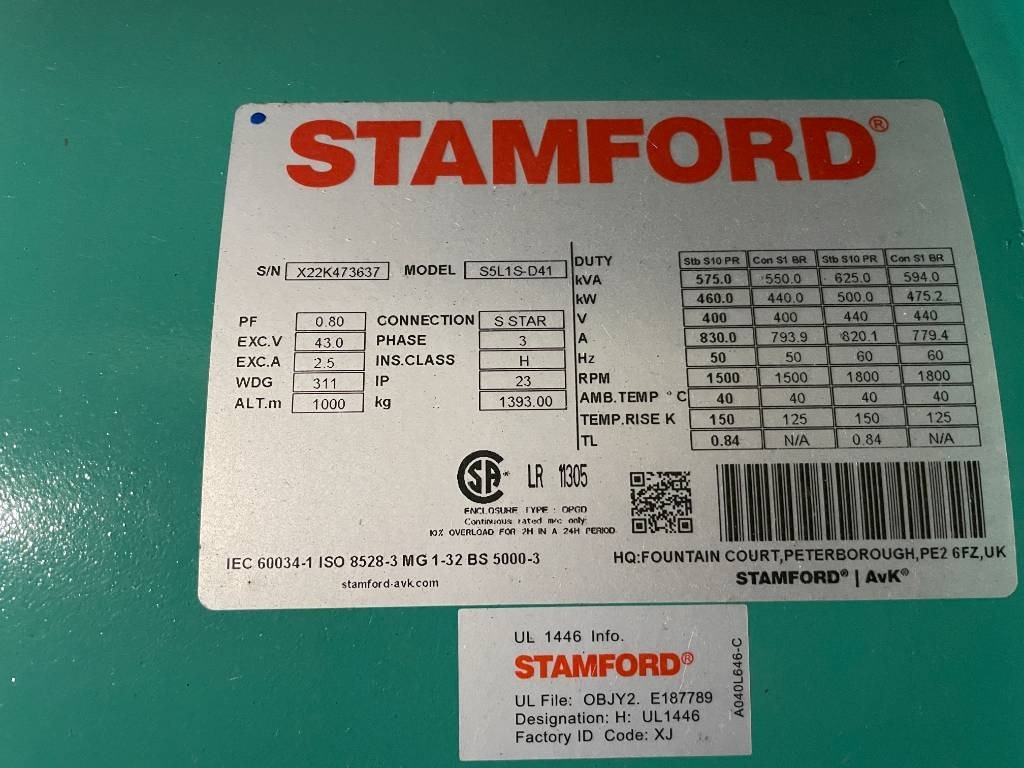 STAMFORD®
S/N X22K473637 MODEL S5L1S-D41
PF 0.80 CONNECTION S STAR
EXC.V 43.0 PHASE 3
EXC.A 2.5 INS.CLASS H
WDG 311 IP 23
ALT.m 1000 kg 1393.00
DUTY Stb S10 PR Con S1 BR Stb S10 PR Con S1 BR
kVA 575.0 550.0 625.0 594.0
kW 460.0 440.0 500.0 475.2
V 400 400 440 440
A 830.0 793.9 820.1 779.4
Hz 50 50 60 60
RPM 1500 1500 1800 1800
AMB.TEMP °C 40 40 40 40
TEMP.RISE K 150 125 150 125
TL 0.84 N/A 0.84 N/A
SA® LR 11305
ENCLOSURE TYPE : OPGD
Continuous rated m/c only:
10% OVERLOAD FOR 2H IN A 24H PERIOD.
IEC 60034-1 ISO 8528-3 MG 1-32 BS 5000-3
stamford-avk.com
HQ:FOUNTAIN COURT,PETERBOROUGH,PE2 6FZ,UK
STAMFORD® | AvK®
UL 1446 Info.
STAMFORD®
UL File: OBJY2. E187789
Designation: H: UL1446
Factory ID Code: XJ
A040L646-C